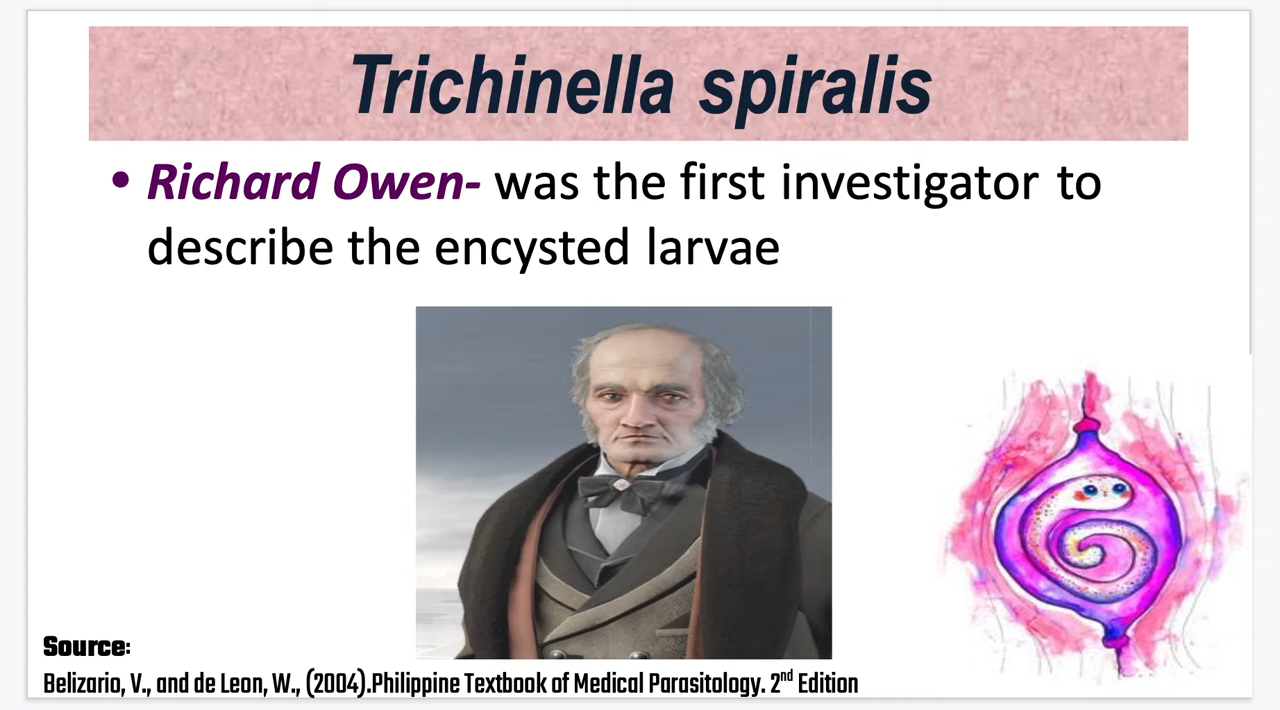 Trichinella spiralis
• Richard Owen- was the first investigator to
describe the encysted larvae
Source:
Belizario, V., and de Leon, W., (2004).Philippine Textbook of Medical Parasitology. 2nd Edition